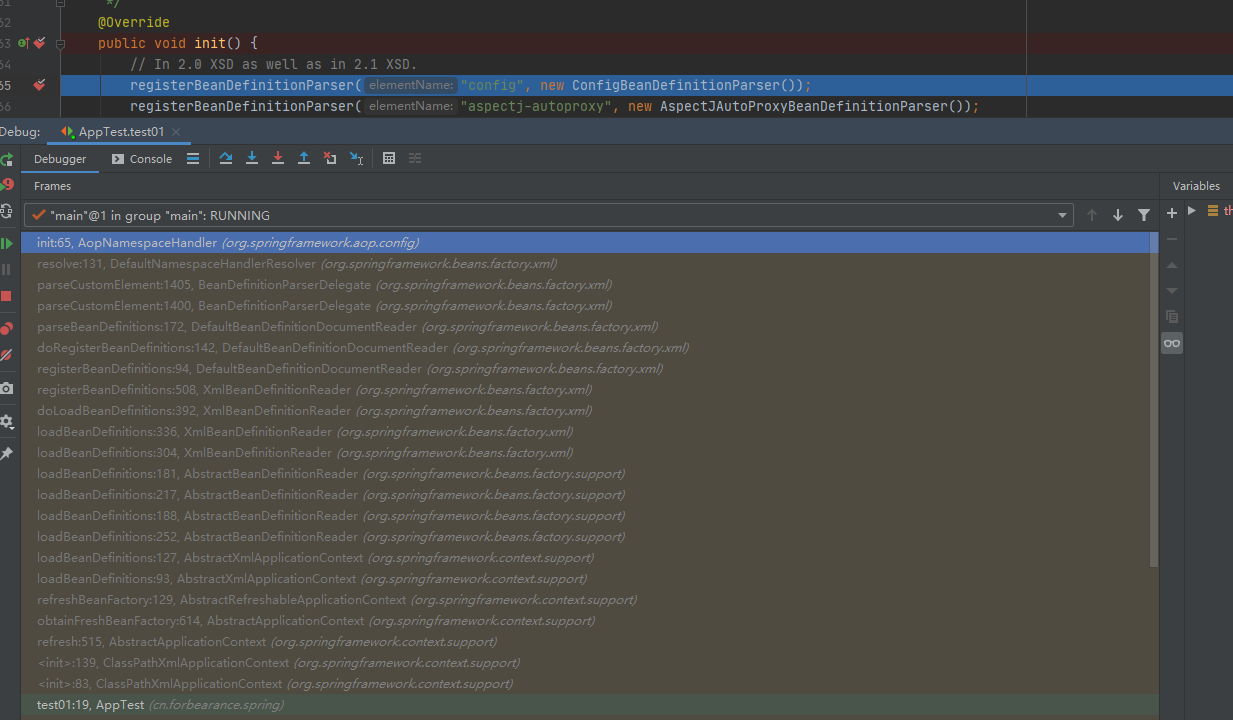 61 */
62 @Override
63 public void init() {
64 // In 2.0 XSD as well as in 2.1 XSD.
65 registerBeanDefinitionParser( elementName: "config", new ConfigBeanDefinitionParser());
66 registerBeanDefinitionParser( elementName: "aspectj-autoproxy", new AspectJAutoProxyBeanDefinitionParser());
Debug: AppTest.test01
Debugger Console
Frames Variables
"main"@1 in group "main": RUNNING
init:65, AopNamespaceHandler (org.springframework.aop.config) th
resolve:131, DefaultNamespaceHandlerResolver (org.springframework.beans.factory.xml)
parseCustomElement:1405, BeanDefinitionParserDelegate (org.springframework.beans.factory.xml)
parseCustomElement:1400, BeanDefinitionParserDelegate (org.springframework.beans.factory.xml)
parseBeanDefinitions:172, DefaultBeanDefinitionDocumentReader (org.springframework.beans.factory.xml)
doRegisterBeanDefinitions:142, DefaultBeanDefinitionDocumentReader (org.springframework.beans.factory.xml)
registerBeanDefinitions:94, DefaultBeanDefinitionDocumentReader (org.springframework.beans.factory.xml)
registerBeanDefinitions:508, XmlBeanDefinitionReader (org.springframework.beans.factory.xml)
doLoadBeanDefinitions:392, XmlBeanDefinitionReader (org.springframework.beans.factory.xml)
loadBeanDefinitions:336, XmlBeanDefinitionReader (org.springframework.beans.factory.xml)
loadBeanDefinitions:304, XmlBeanDefinitionReader (org.springframework.beans.factory.xml)
loadBeanDefinitions:181, AbstractBeanDefinitionReader (org.springframework.beans.factory.support)
loadBeanDefinitions:217, AbstractBeanDefinitionReader (org.springframework.beans.factory.support)
loadBeanDefinitions:188, AbstractBeanDefinitionReader (org.springframework.beans.factory.support)
loadBeanDefinitions:252, AbstractBeanDefinitionReader (org.springframework.beans.factory.support)
loadBeanDefinitions:127, AbstractXmlApplicationContext (org.springframework.context.support)
loadBeanDefinitions:93, AbstractXmlApplicationContext (org.springframework.context.support)
refreshBeanFactory:129, AbstractRefreshableApplicationContext (org.springframework.context.support)
obtainFreshBeanFactory:614, AbstractApplicationContext (org.springframework.context.support)
refresh:515, AbstractApplicationContext (org.springframework.context.support)
<init>:139, ClassPathXmlApplicationContext (org.springframework.context.support)
<init>:83, ClassPathXmlApplicationContext (org.springframework.context.support)
test01:19, AppTest (cn.forbearance.spring)